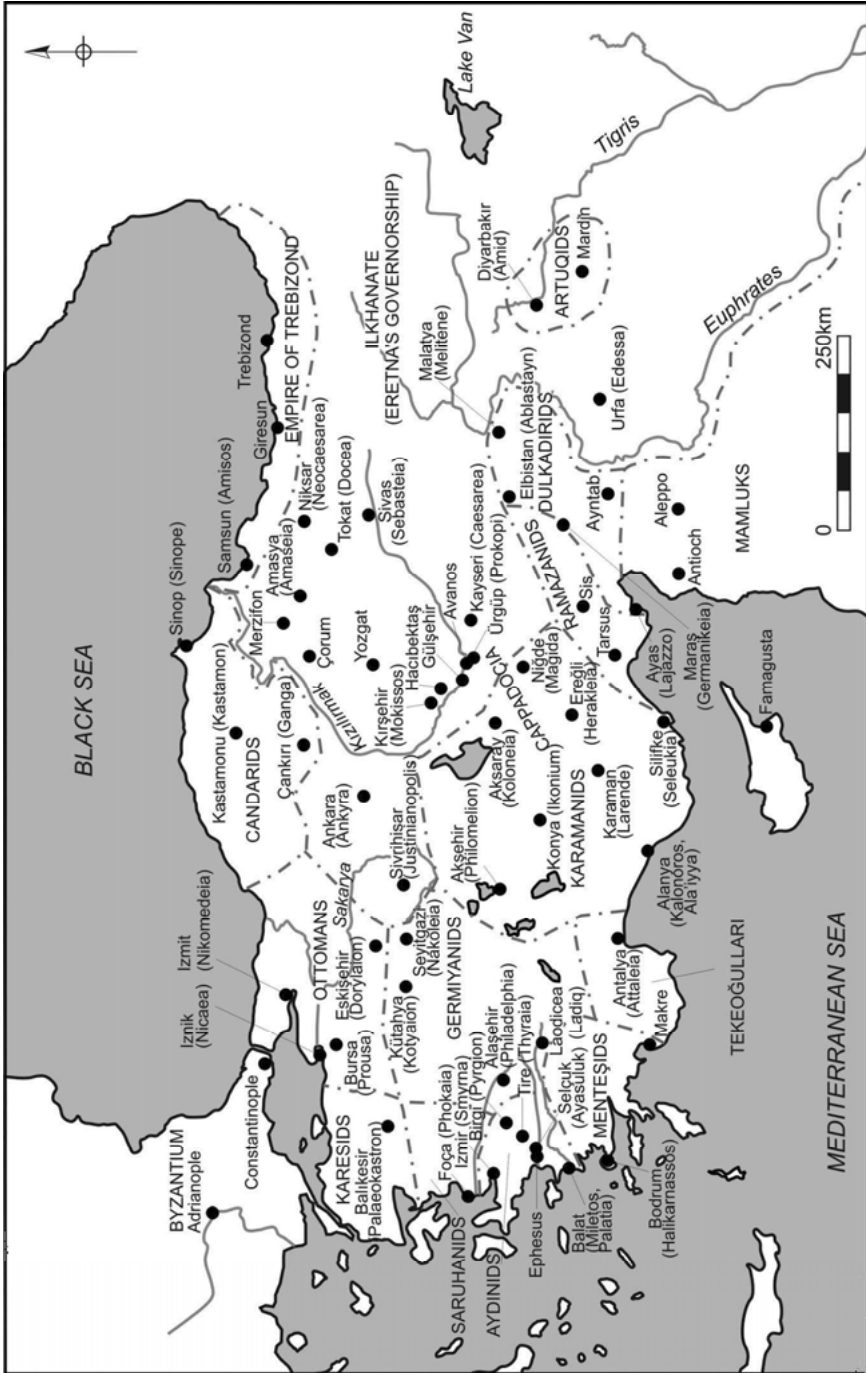 BLACK SEA
BYZANTIUM
Adrianople
Constantinople
Iznik
(Nicaea)
Izmit
(Nikomedeia)
Sinop (Sinope)
Kastamonu (Kastamon)
CANDARIDS
Çankırı (Ganga)
Samsun (Amisos)
Merzifon
Amasya
(Amaseia)
Çorum
Niksar
(Neocaesarea)
Tokat (Docea)
Giresun
Trebizond
EMPIRE OF TREBIZOND
Yozgat
Sivas
(Sebasteia)
Kızılırmak
ILKHANATE
(ERETNA'S GOVERNORSHIP)
Lake Van
OTTOMANS
Sakarya
Ankara
(Ankyra)
Bursa
(Prousa)
Eskişehir
(Dorylaion)
Sivrihisar
(Justinianopolis)
Seyitgazi
(Nakoleia)
Kütahya
(Kotyaion)
KARESIDS
Balıkesir
(Palaeokastron)
GERMIYANIDS
Akşehir
(Philomelion)
Kırşehir
(Mokissos)
Hacıbektaş
Gülşehir
Avanos
Kayseri (Caesarea)
Ürgüp (Prokopi)
CAPPADOCIA
Aksaray
(Koloneia)
Niğde
(Magida)
Ereğli
(Herakleia)
Malatya
(Melitene)
Elbistan (Ablastayn)
DULKADIRIDS
Diyarbakır
(Amid)
ARTUQIDS
Mardin
Tigris
Euphrates
Urfa (Edessa)
SARUHANIDS
Foça (Phokaia)
Izmir (Smyrna)
Birgi (Pyrgion)
Alaşehir
(Philadelphia)
Tire (Thyraia)
AYDINIDS
Ephesus
Selçuk
(Ayasuluk)
Laodicea
(Ladiq)
Balat
(Miletos,
Palatia)
MENTEŞIDS
Bodrum
(Halikarnassos)
Makre
Antalya
(Attaleia)
TEKEOĞULLARI
Konya (Ikonium)
KARAMANIDS
Karaman
(Larende)
Alanya
(Kalonoros,
Ala'iyya)
Silifke
(Seleukia)
RAMAZANIDS
Sis
Tarsus
Ayas
(Lajazzo)
Maraş
(Germanikeia)
Ayntab
Aleppo
Antioch
MAMLUKS
Famagusta
MEDITERRANEAN SEA
0
250km